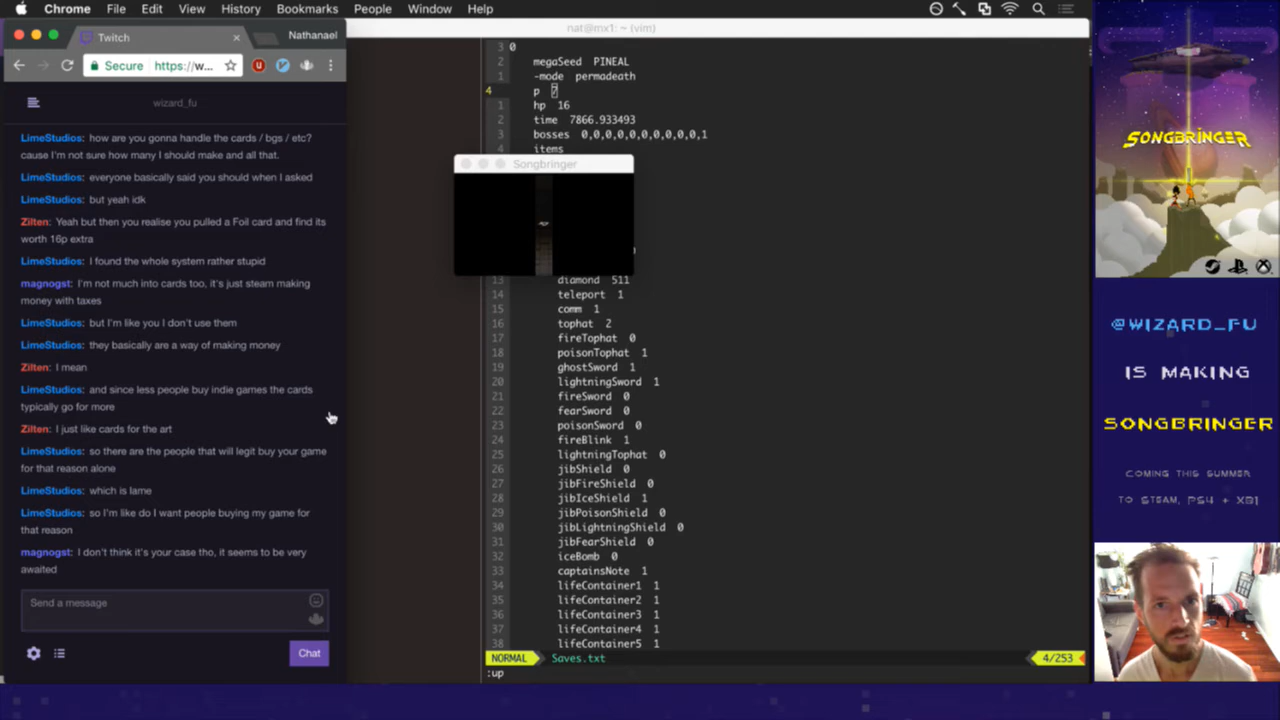 Chrome File Edit View History Bookmarks People Window Help
Twitch
Nathanael
Secure https://w...
wizard_fu
LimeStudios: how are you gonna handle the cards / bgs / etc?
cause I'm not sure how many I should make and all that.
LimeStudios: everyone basically said you should when I asked
LimeStudios: but yeah idk
Zilten: Yeah but then you realise you pulled a Foil card and find its
worth 16p extra
LimeStudios: I found the whole system rather stupid
magnogst: I'm not much into cards too, it's just steam making
money with taxes
LimeStudios: but I'm like you I don't use them
LimeStudios: they basically are a way of making money
Zilten: I mean
LimeStudios: and since less people buy indie games the cards
typically go for more
Zilten: I just like cards for the art
LimeStudios: so there are the people that will legit buy your game
for that reason alone
LimeStudios: which is lame
LimeStudios: so I'm like do I want people buying my game for
that reason
magnogst: I don't think it's your case tho, it seems to be very
awaited
Send a message
Chat
nat@mx1: ~ (vim)
3 0
2 megaSeed PINEAL
1 -mode permadeath
4 p 7
1 hp 16
2 time 7866.933493
3 bosses 0,0,0,0,0,0,0,0,0,0,1
4 items
Songbringer
13 diamond 511
14 teleport 1
15 comm 1
16 tophat 2
17 fireTophat 0
18 poisonTophat 1
19 ghostSword 1
20 lightningSword 1
21 fireSword 0
22 fearSword 0
23 poisonSword 0
24 fireBlink 1
25 lightningTophat 0
26 jibShield 0
27 jibFireShield 0
28 jibIceShield 1
29 jibPoisonShield 0
30 jibLightningShield 0
31 jibFearShield 0
32 iceBomb 0
33 captainsNote 1
34 lifeContainer1 1
35 lifeContainer2 1
36 lifeContainer3 1
37 lifeContainer4 1
38 lifeContainer5 1
NORMAL Saves.txt 4/253
:up
SONGBRINGER
@WIZARD_FU
IS MAKING
SONGBRINGER
COMING THIS SUMMER
TO STEAM, PS4 + XB1